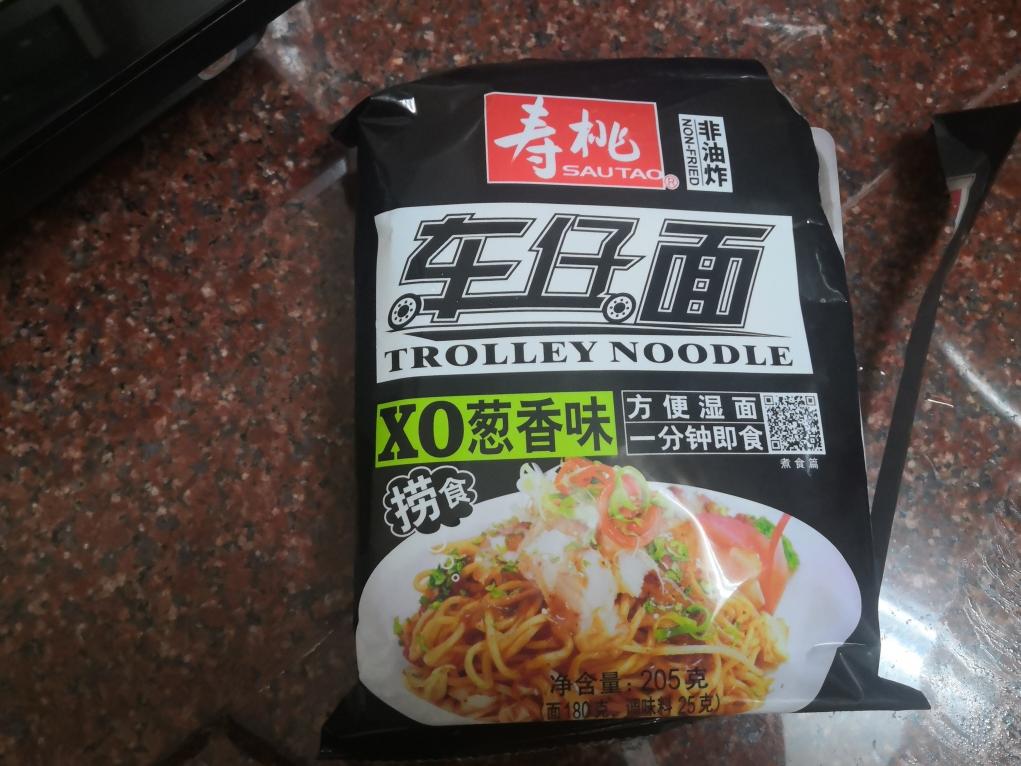 寿桃
SAUTAO®
非油炸
NON-FRIED
车仔面
TROLLEY NOODLE
XO葱香味
方便湿面
一分钟即食
煮食篇
捞食
净含量：205克
（面180克，调味料25克）